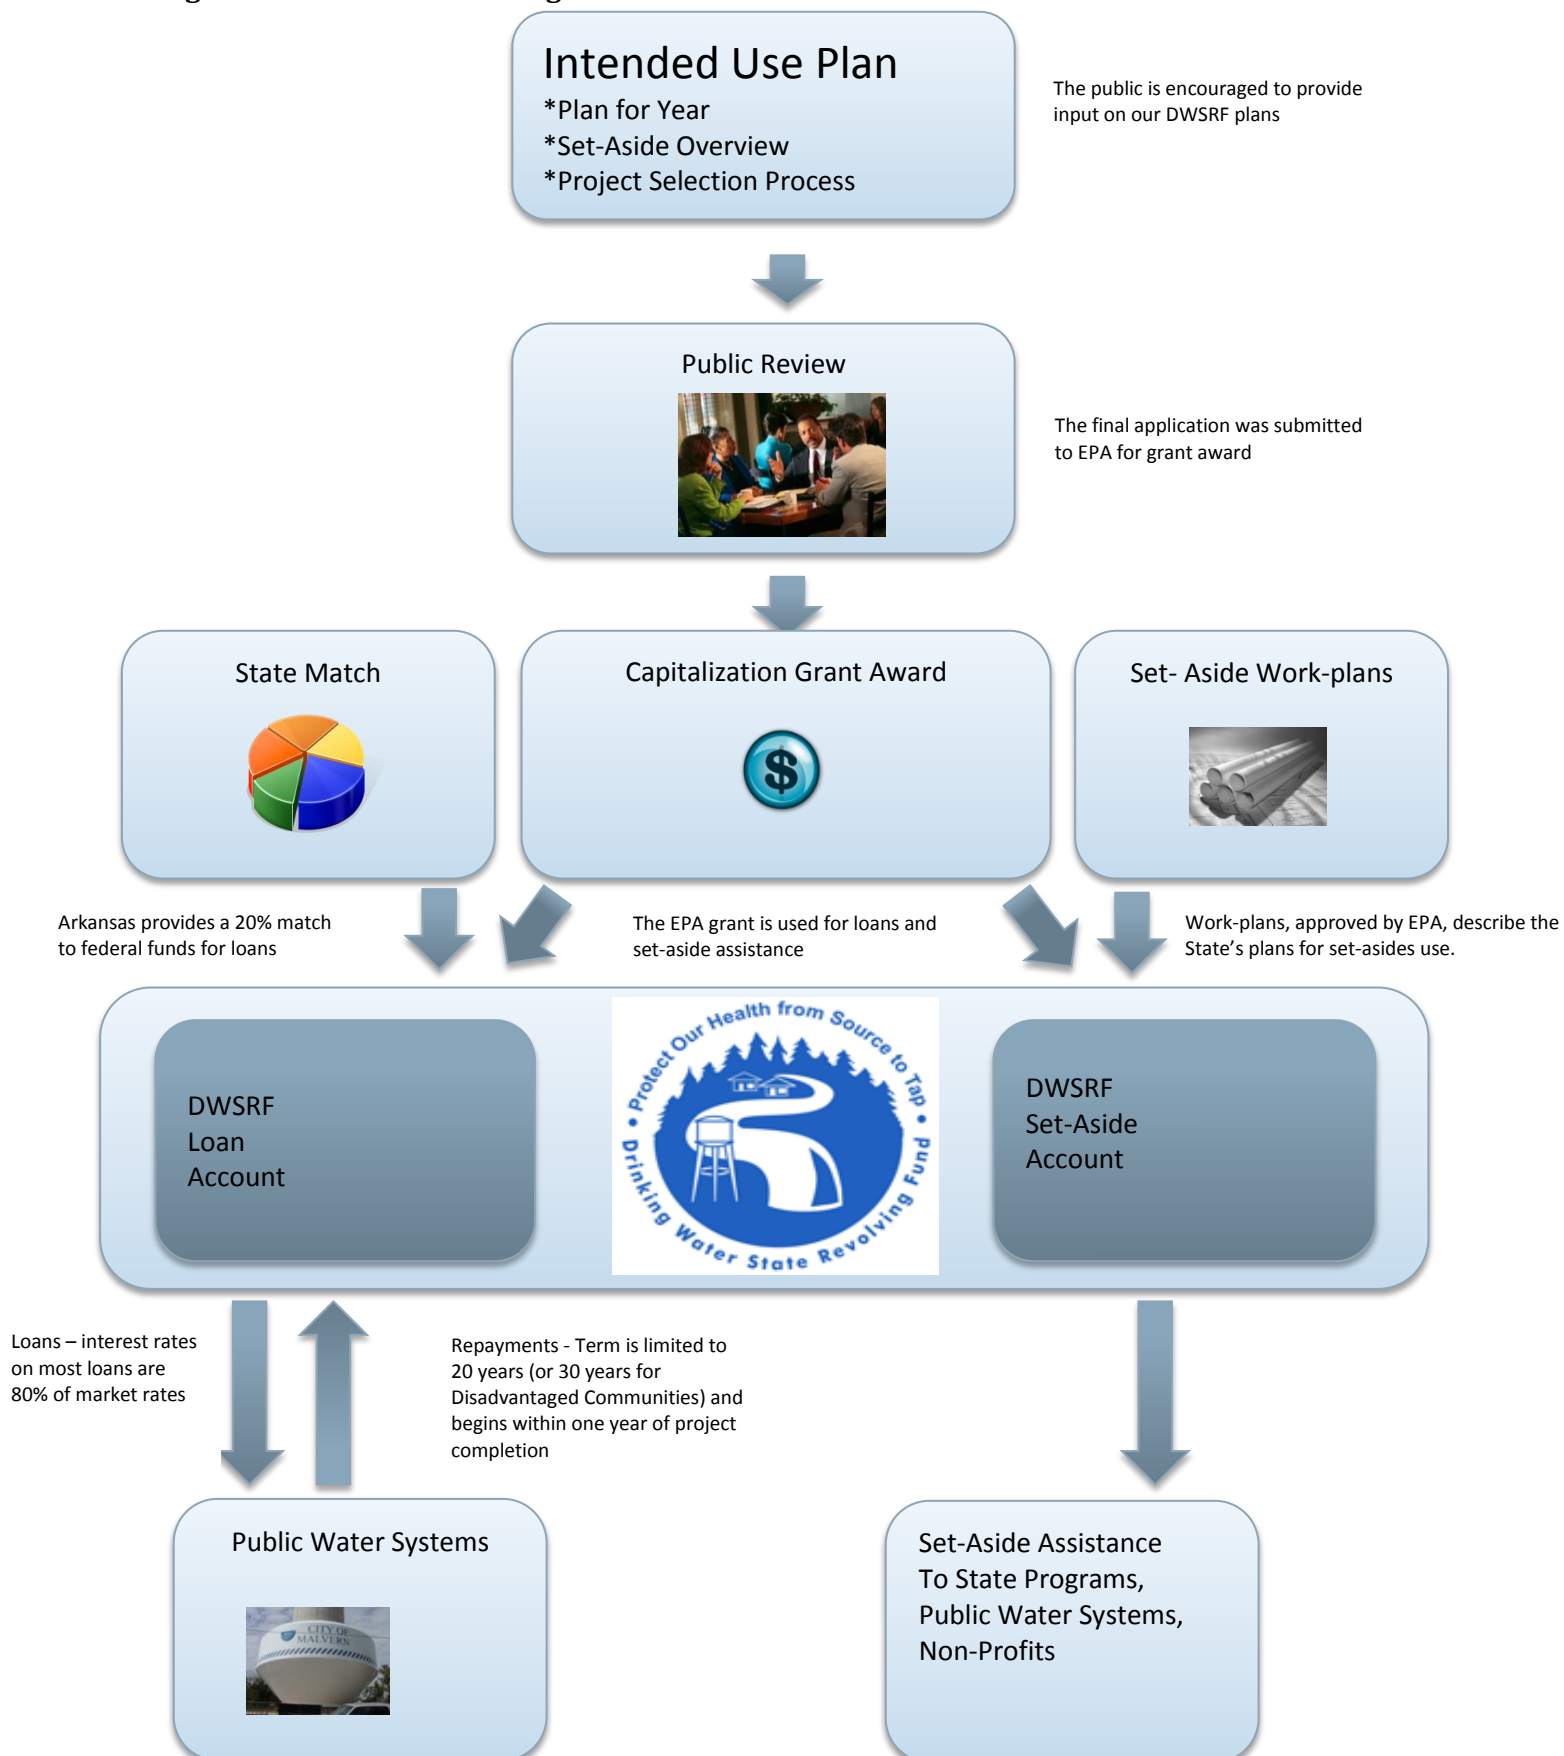 Intended Use Plan
*Plan for Year
*Set-Aside Overview
*Project Selection Process
The public is encouraged to provide
input on our DWSRF plans
Public Review
The final application was submitted
to EPA for grant award
State Match
Capitalization Grant Award
$
Set- Aside Work-plans
Arkansas provides a 20% match
to federal funds for loans
The EPA grant is used for loans and
set-aside assistance
Work-plans, approved by EPA, describe the
State’s plans for set-asides use.
DWSRF
Loan
Account
Protect Our Health from Source to Tap
Drinking Water State Revolving Fund
DWSRF
Set-Aside
Account
Loans – interest rates
on most loans are
80% of market rates
Repayments - Term is limited to
20 years (or 30 years for
Disadvantaged Communities) and
begins within one year of project
completion
Public Water Systems
CITY OF
MALVERN
Set-Aside Assistance
To State Programs,
Public Water Systems,
Non-Profits